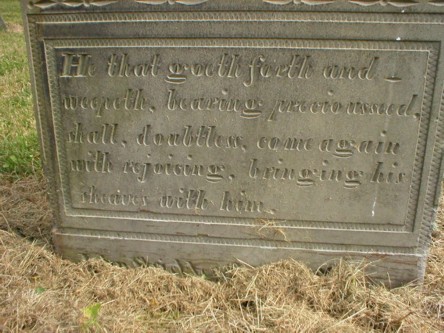 He that goeth forth and _
weepeth, bearing precious seed,
shall, doubtless, come again
with rejoicing, bringing his
sheaves with him.